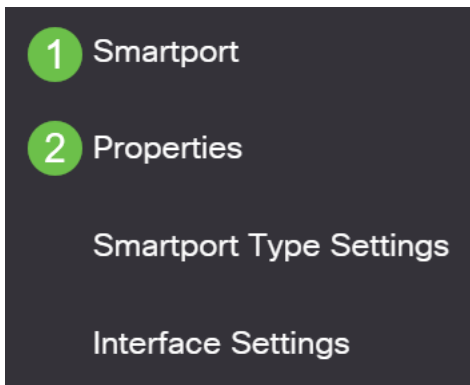 1 Smartport
2 Properties
Smartport Type Settings
Interface Settings